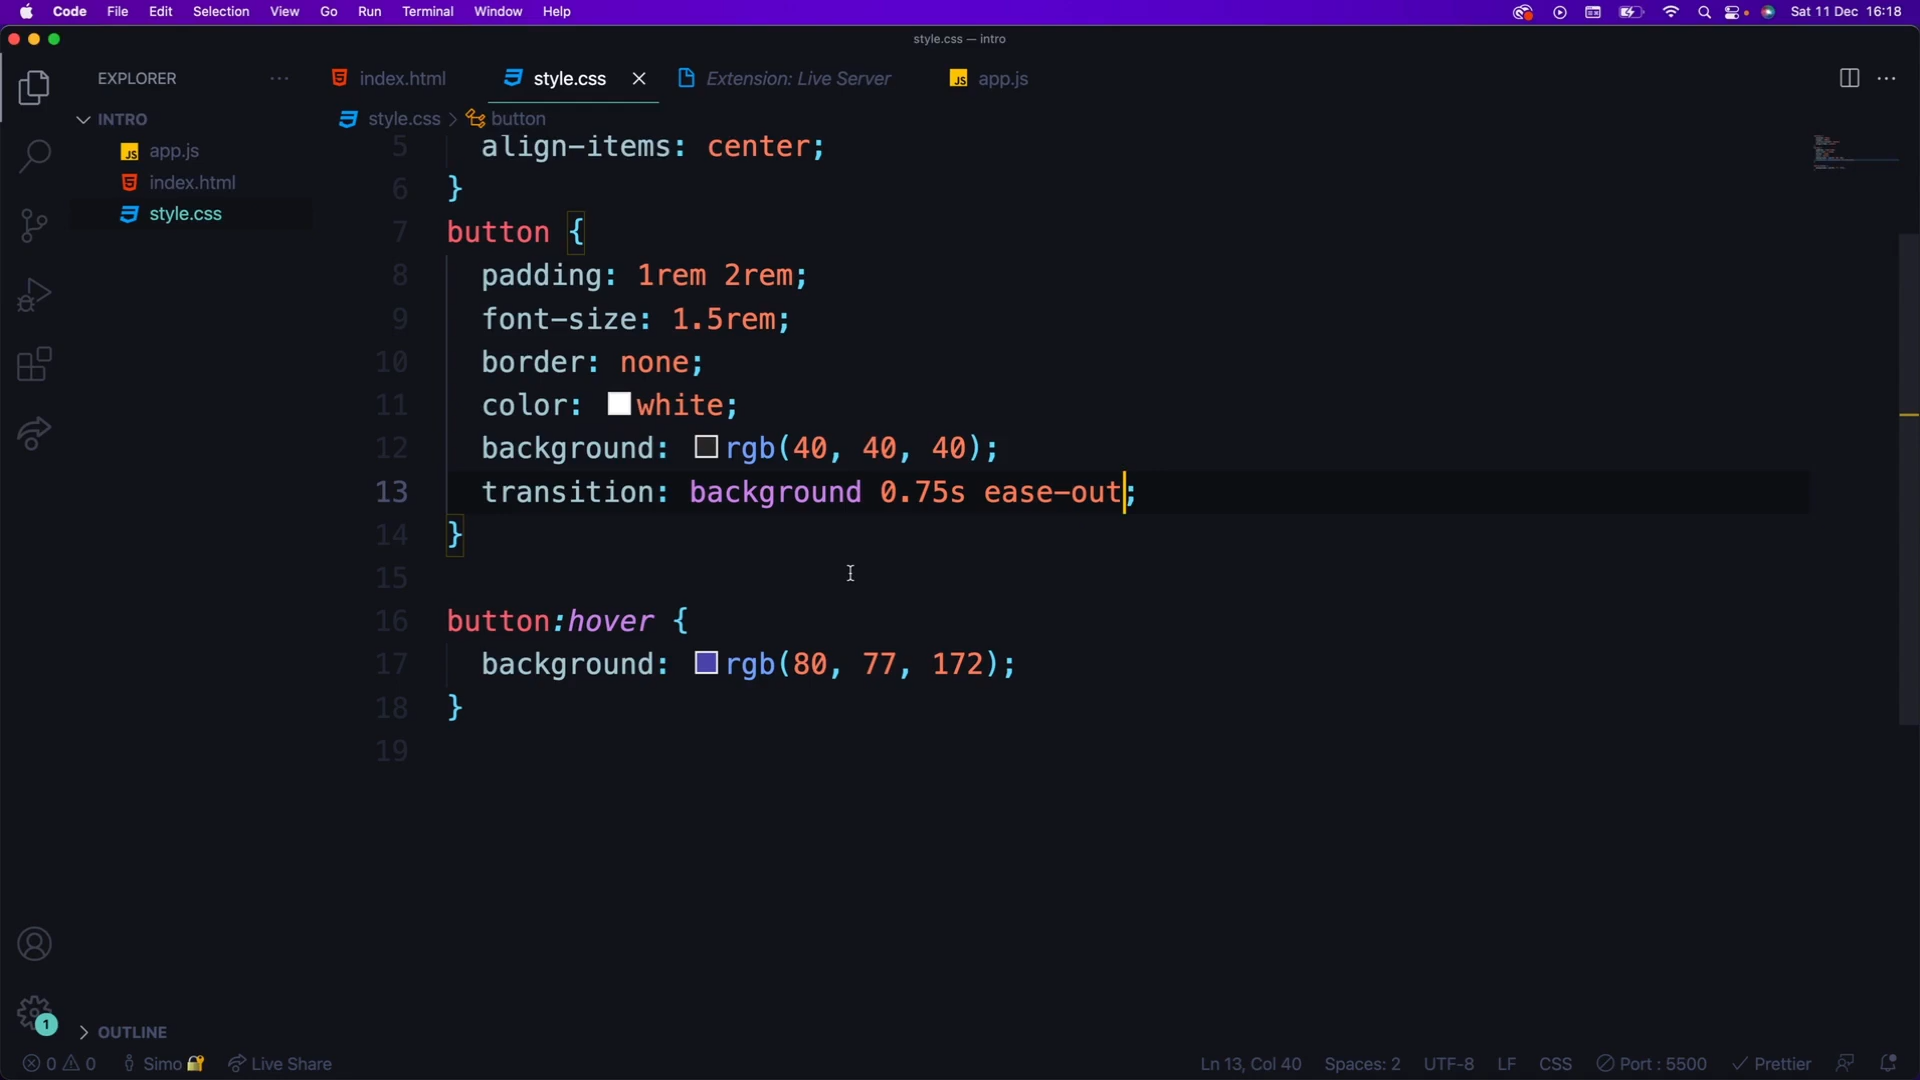 Code File Edit Selection View Go Run Terminal Window Help Sat 11 Dec 16:18
style.css — intro
EXPLORER ··· index.html style.css Extension: Live Server JS app.js ···
INTRO
style.css > button
JS app.js
index.html
style.css
5 align-items: center;
6 }
7 button {
8 padding: 1rem 2rem;
9 font-size: 1.5rem;
10 border: none;
11 color: white;
12 background: rgb(40, 40, 40);
13 transition: background 0.75s ease-out;
14 }
15
16 button:hover {
17 background: rgb(80, 77, 172);
18 }
19
1
OUTLINE
0 0 Simo Live Share Ln 13, Col 40 Spaces: 2 UTF-8 LF CSS Port : 5500 Prettier